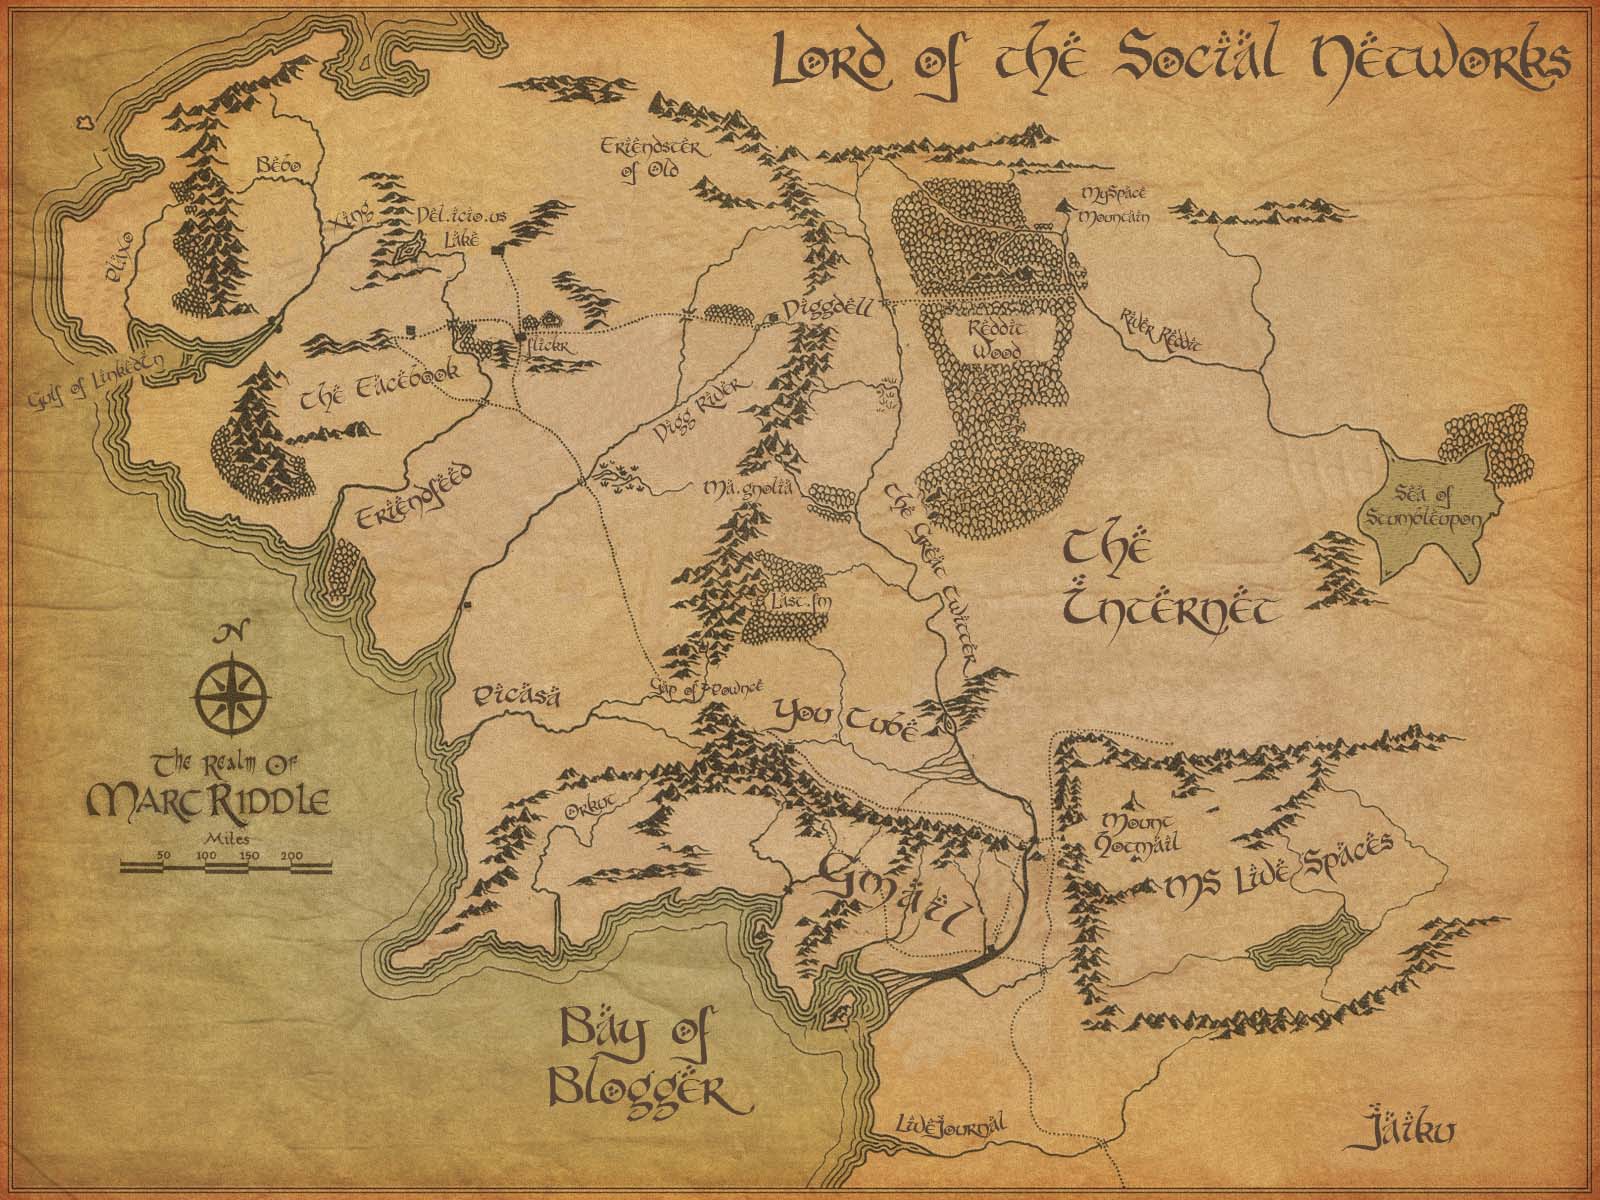 Lord of the Social Networks
Friendster
of Old
Bebo
MySpace
Mountain
Xing
Del.icio.us
Lake
Plaxo
Diggdell
River Reddit
Reddit
Wood
flickr
Gulf of LinkedIn
The Facebook
Digg River
Friendfeed
Ma.gnolia
Sea of
Stumbleupon
The Great Twitter
The
Internet
Last.fm
N
Picasa
Gap of Pownce
You Tube
The Realm Of
Marc Riddle
Miles
50 100 150 200
Orkut
Mount
Hotmail
Gmail
MS Live Spaces
Bay of
Blogger
LiveJournal
Jaiku